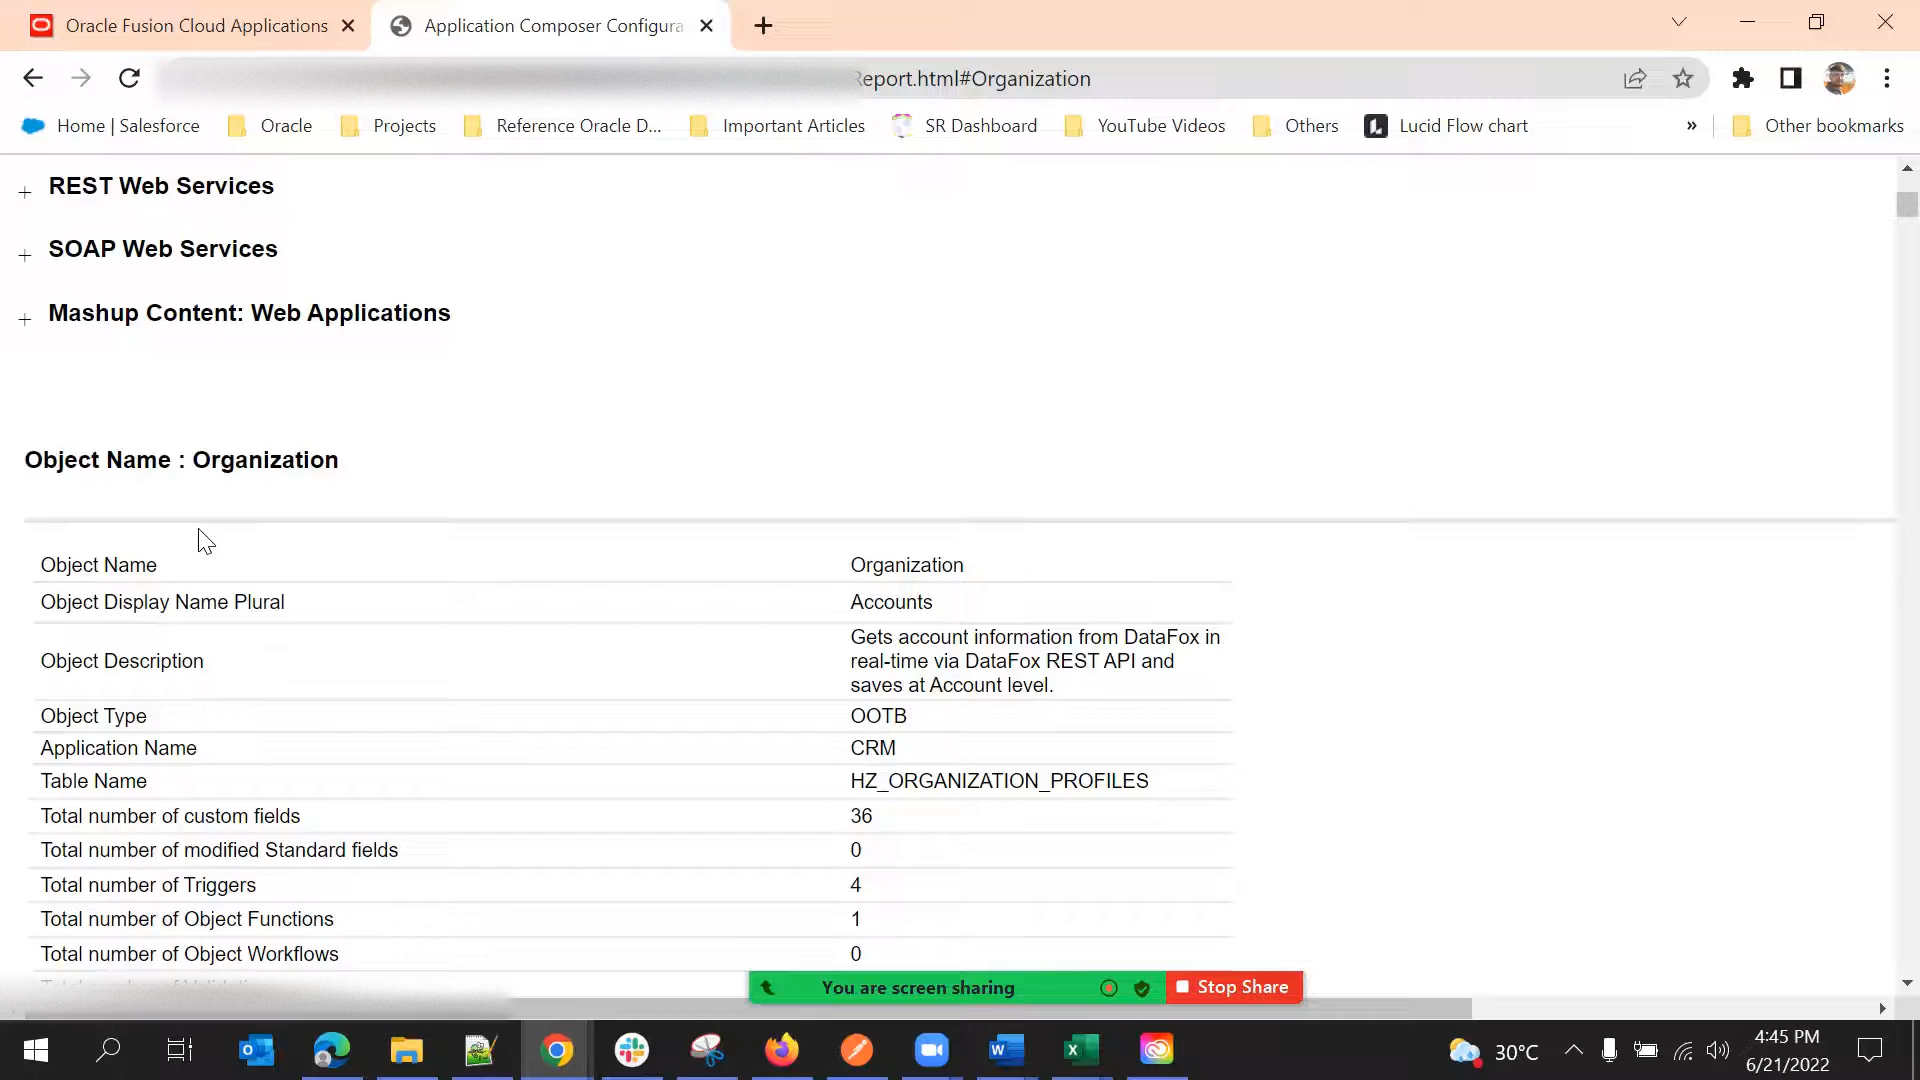 Oracle Fusion Cloud Applications
Application Composer Configura
Report.html#Organization
Home | Salesforce
Oracle
Projects
Reference Oracle D...
Important Articles
SR Dashboard
YouTube Videos
Others
Lucid Flow chart
»
Other bookmarks
+ REST Web Services
+ SOAP Web Services
+ Mashup Content: Web Applications
Object Name : Organization
Object Name Organization
Object Display Name Plural Accounts
Object Description Gets account information from DataFox in
real-time via DataFox REST API and
saves at Account level.
Object Type OOTB
Application Name CRM
Table Name HZ_ORGANIZATION_PROFILES
Total number of custom fields 36
Total number of modified Standard fields 0
Total number of Triggers 4
Total number of Object Functions 1
Total number of Object Workflows 0
You are screen sharing
Stop Share
30°C
4:45 PM
6/21/2022